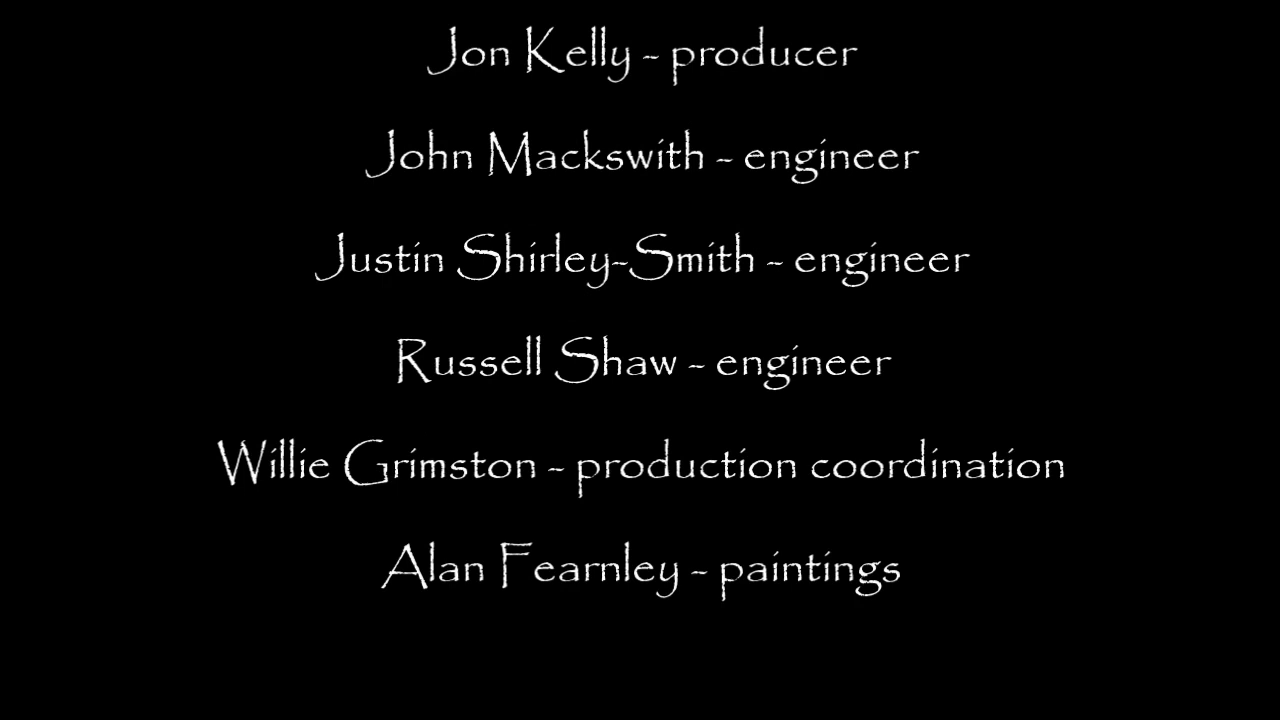 Jon Kelly - producer
John Mackswith - engineer
Justin Shirley-Smith - engineer
Russell Shaw - engineer
Willie Grimston - production coordination
Alan Fearnley - paintings